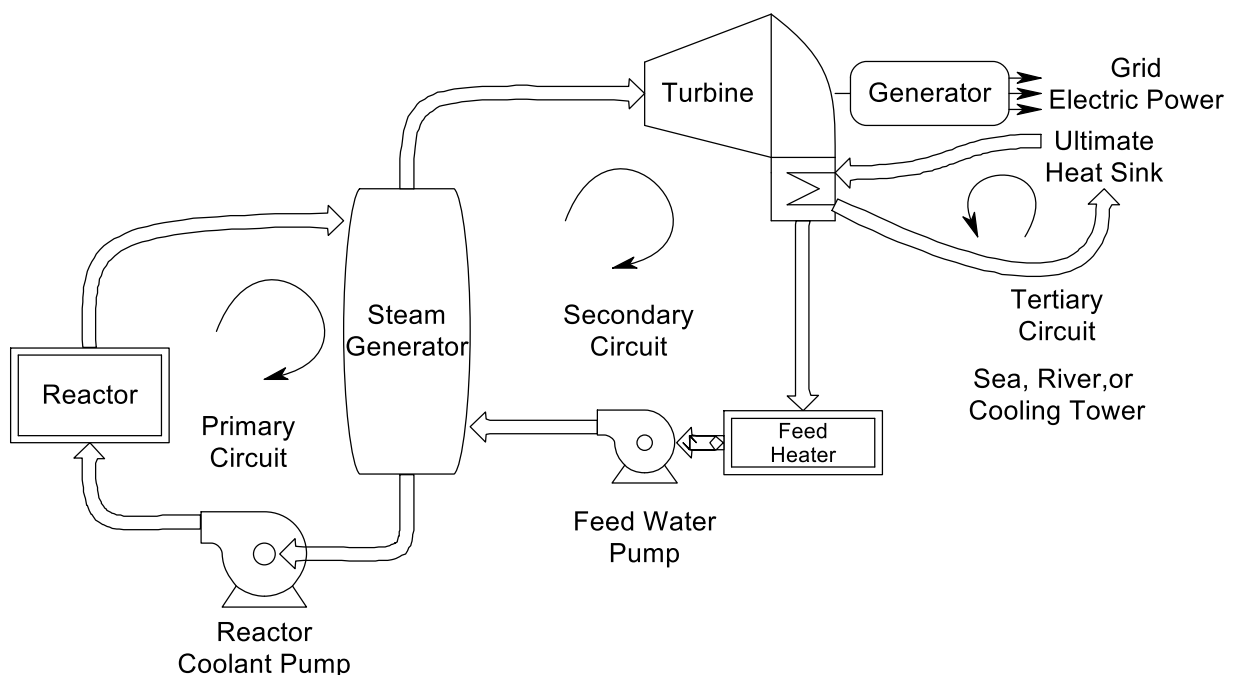 Turbine
Generator
Grid
Electric Power
Ultimate
Heat Sink
Steam
Generator
Secondary
Circuit
Tertiary
Circuit
Reactor
Sea, River,or
Cooling Tower
Primary
Circuit
Feed
Heater
Feed Water
Pump
Reactor
Coolant Pump